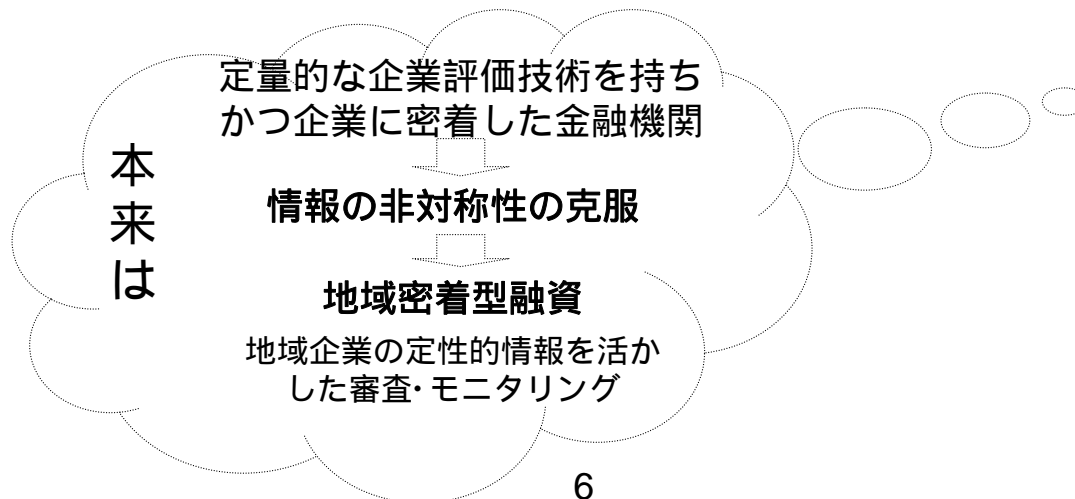 本来は
定量的な企業評価技術を持ち
かつ企業に密着した金融機関
情報の非対称性の克服
地域密着型融資
地域企業の定性的情報を活か
した審査・モニタリング
6